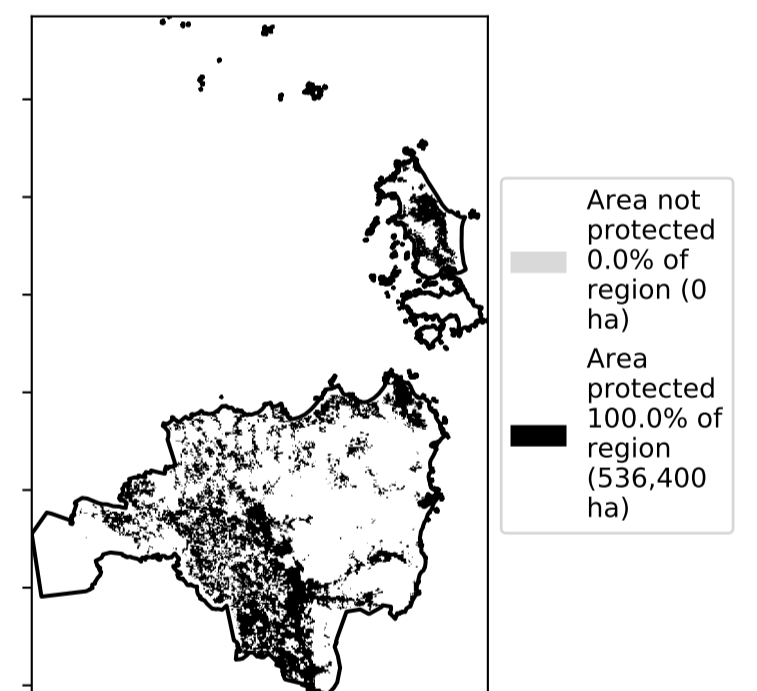 Area not
protected
0.0% of
region (0
ha)
Area
protected
100.0% of
region
(536,400
ha)